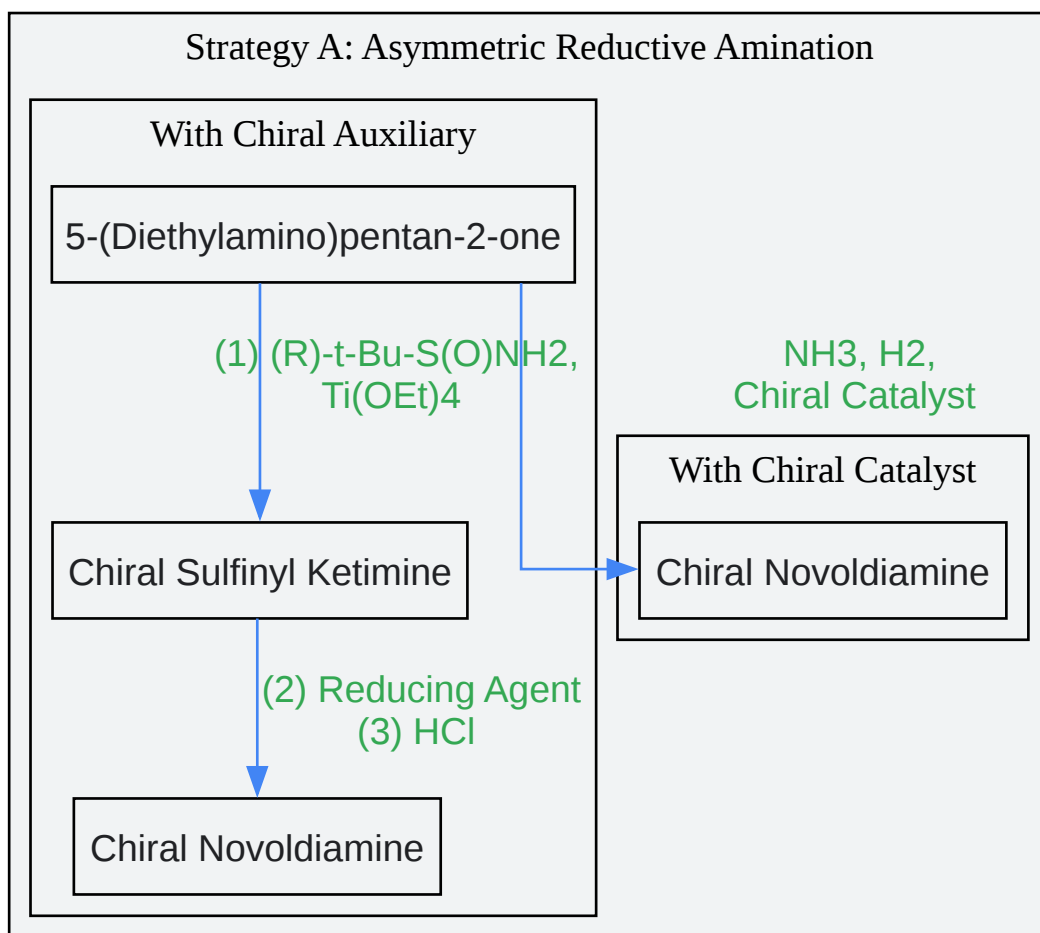 Strategy A: Asymmetric Reductive Amination
With Chiral Auxiliary
5-(Diethylamino)pentan-2-one
(1) (R)-t-Bu-S(O)NH2,
Ti(OEt)4
NH3, H2,
Chiral Catalyst
With Chiral Catalyst
Chiral Sulfinyl Ketimine
Chiral Novoldiamine
(2) Reducing Agent
(3) HCl
Chiral Novoldiamine